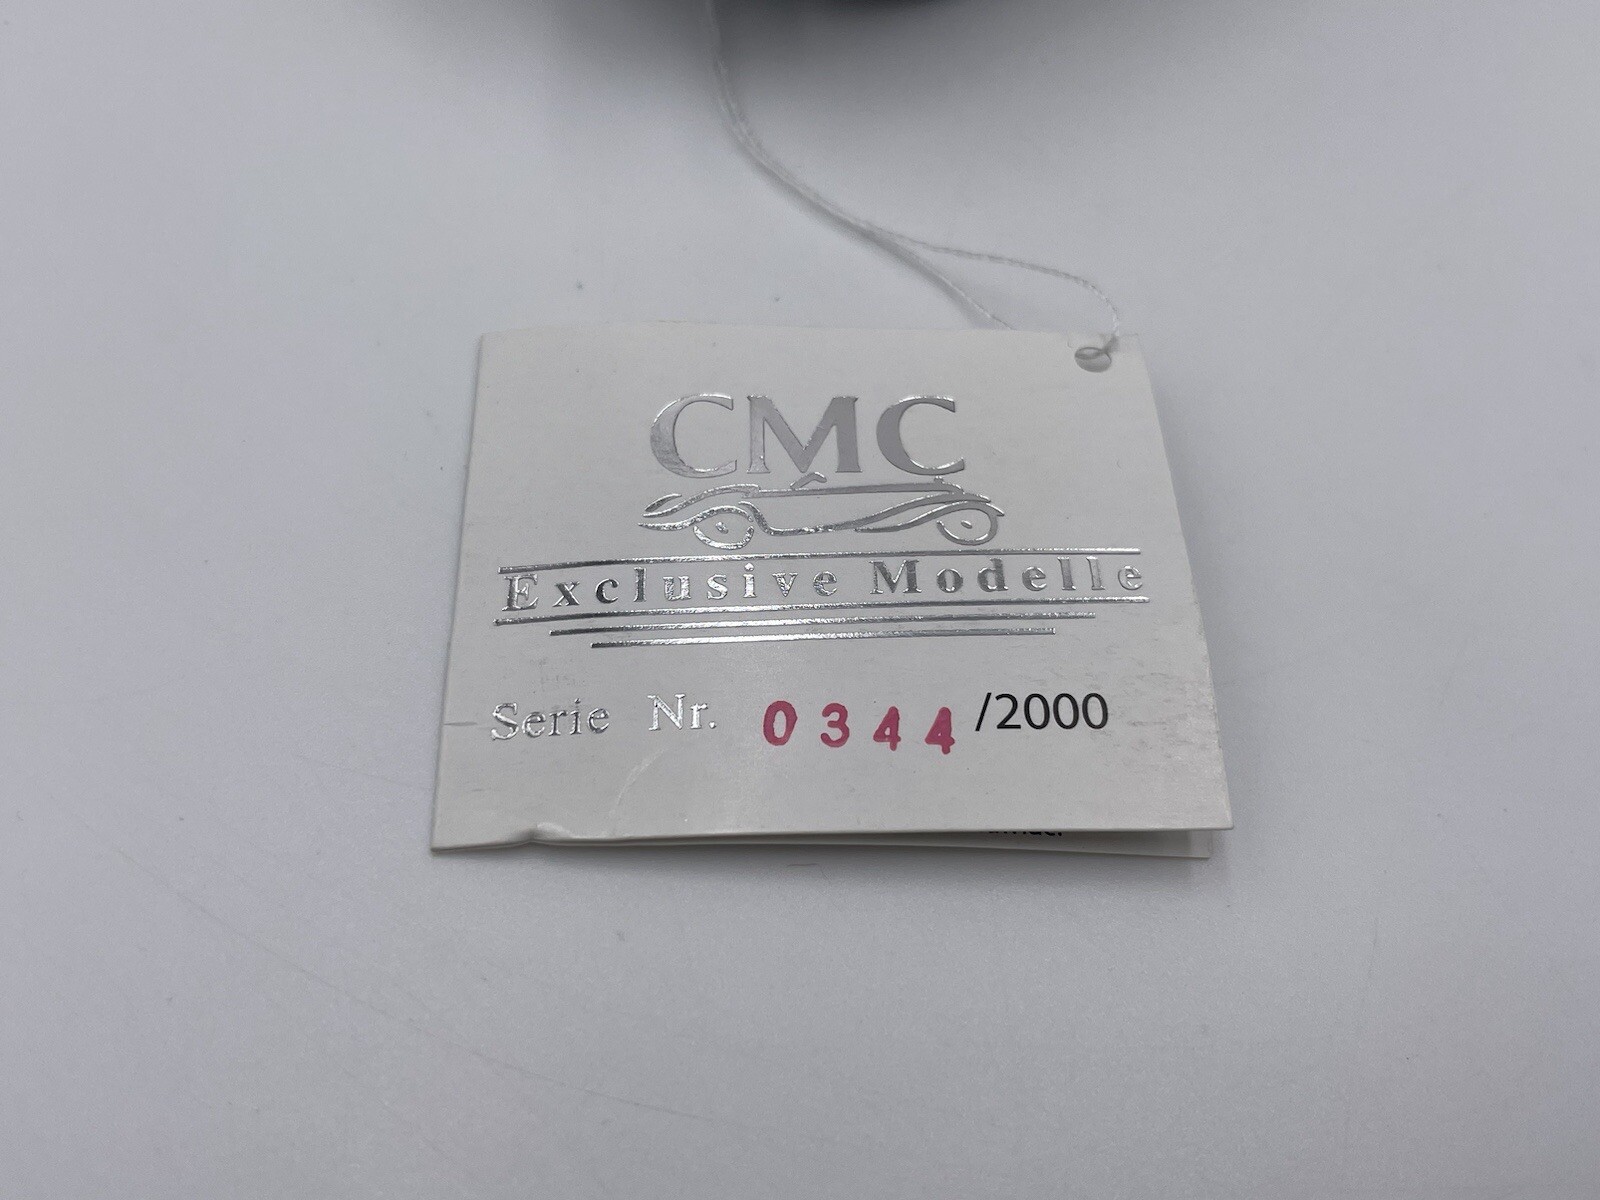 CMC
Exclusive Modelle
Serie Nr. 0344 /2000